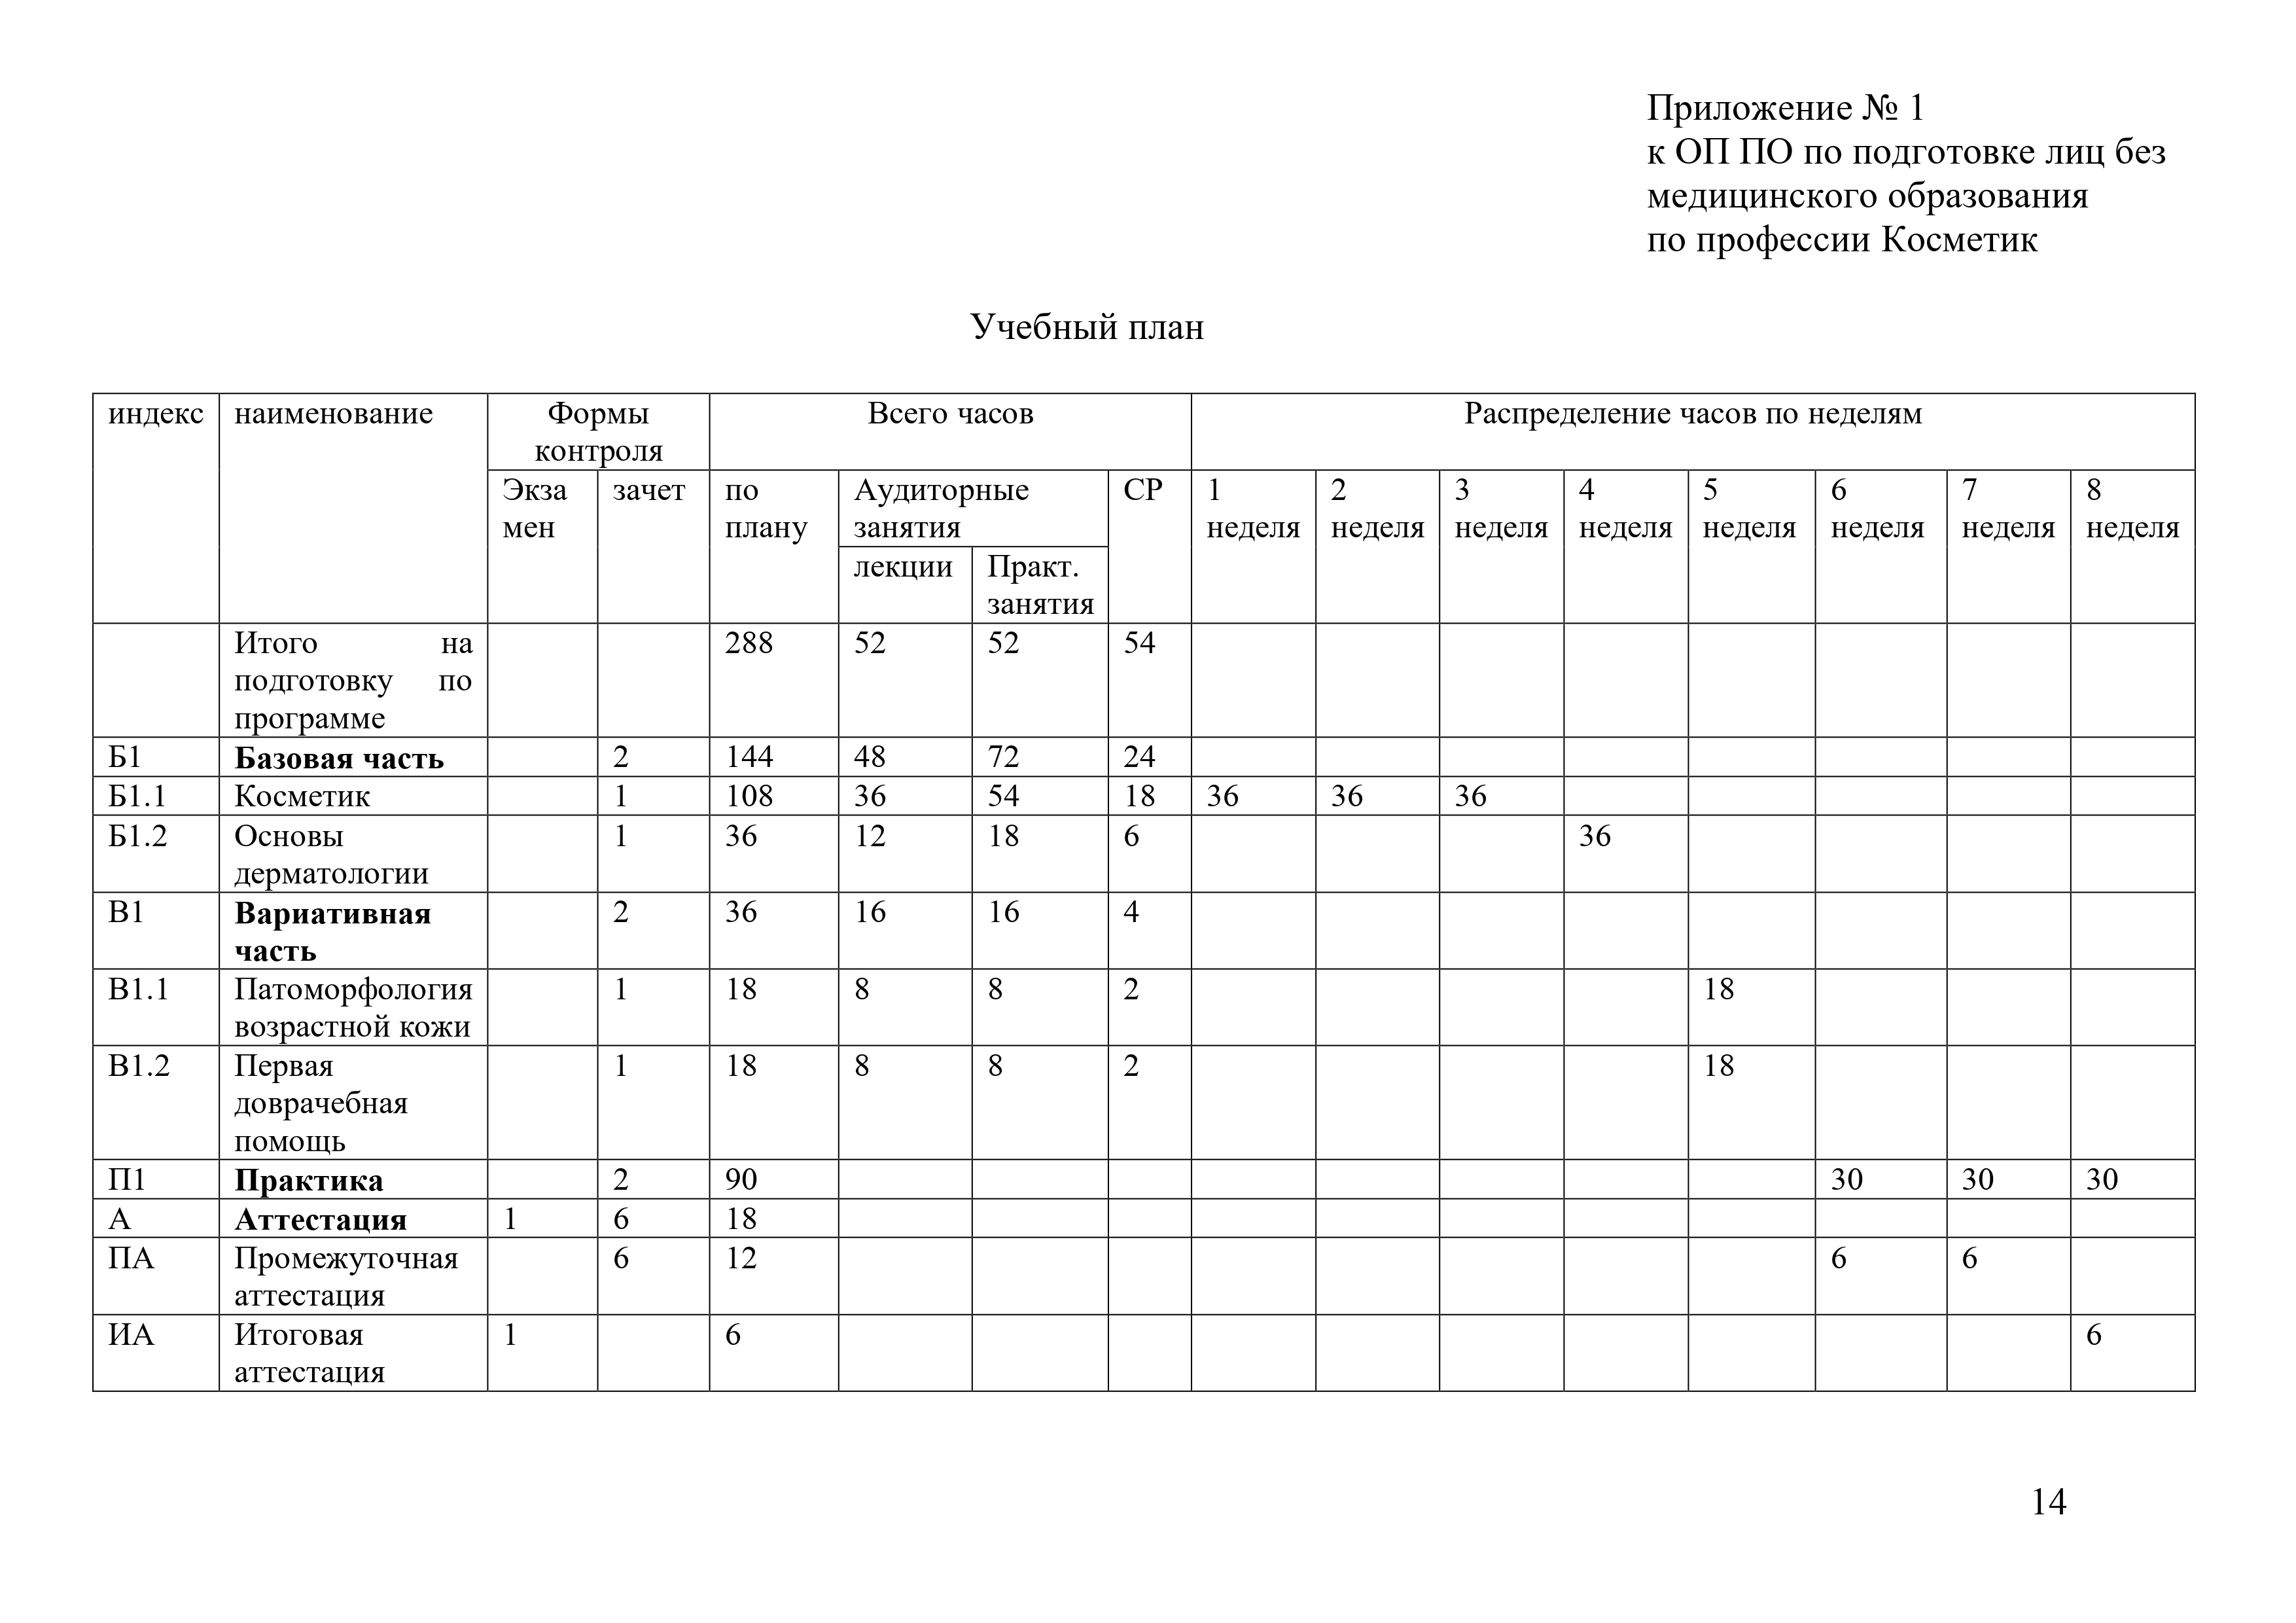 Приложение № 1
к ОП ПО по подготовке лиц без
медицинского образования
по профессии Косметик
Учебный план
индекс наименование Формы контроля Всего часов Распределение часов по неделям
Экза мен зачет по плану Аудиторные занятия СР 1 неделя 2 неделя 3 неделя 4 неделя 5 неделя 6 неделя 7 неделя 8 неделя
лекции Практ. занятия
Итого на 288 52 52 54
подготовку по
программе
Б1 Базовая часть 2 144 48 72 24
Б1.1 Косметик 1 108 36 54 18 36 36 36
Б1.2 Основы 1 36 12 18 6 36
дерматологии
В1 Вариативная 2 36 16 16 4
часть
В1.1 Патоморфология 1 18 8 8 2 18
возрастной кожи
В1.2 Первая 1 18 8 8 2 18
доврачебная
помощь
П1 Практика 2 90 30 30 30
А Аттестация 1 6 18
ПА Промежуточная 6 12 6 6
аттестация
ИА Итоговая 1 6 6
аттестация
14